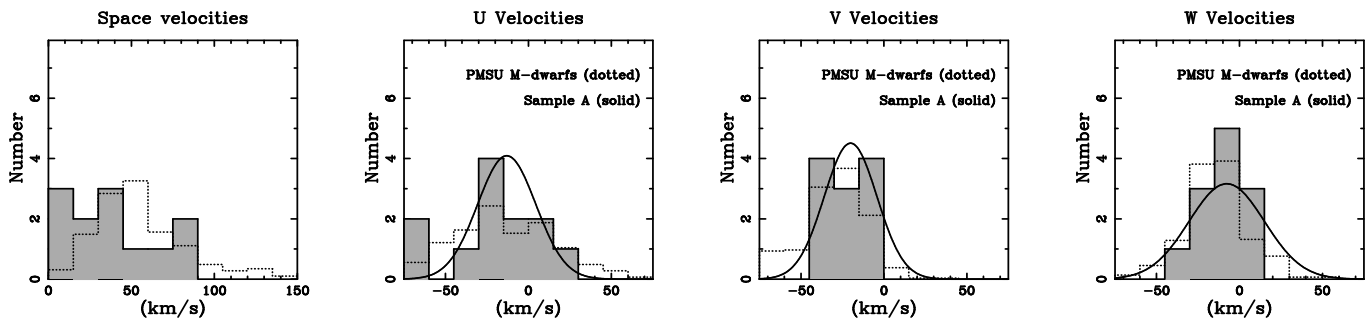 Space velocities
Number
6
4
2
0
0 50 100 150
(km/s)
U Velocities
PMSU M-dwarfs (dotted)
Sample A (solid)
Number
6
4
2
0
−50 0 50
(km/s)
V Velocities
PMSU M-dwarfs (dotted)
Sample A (solid)
Number
6
4
2
0
−50 0 50
(km/s)
W Velocities
PMSU M-dwarfs (dotted)
Sample A (solid)
Number
6
4
2
0
−50 0 50
(km/s)